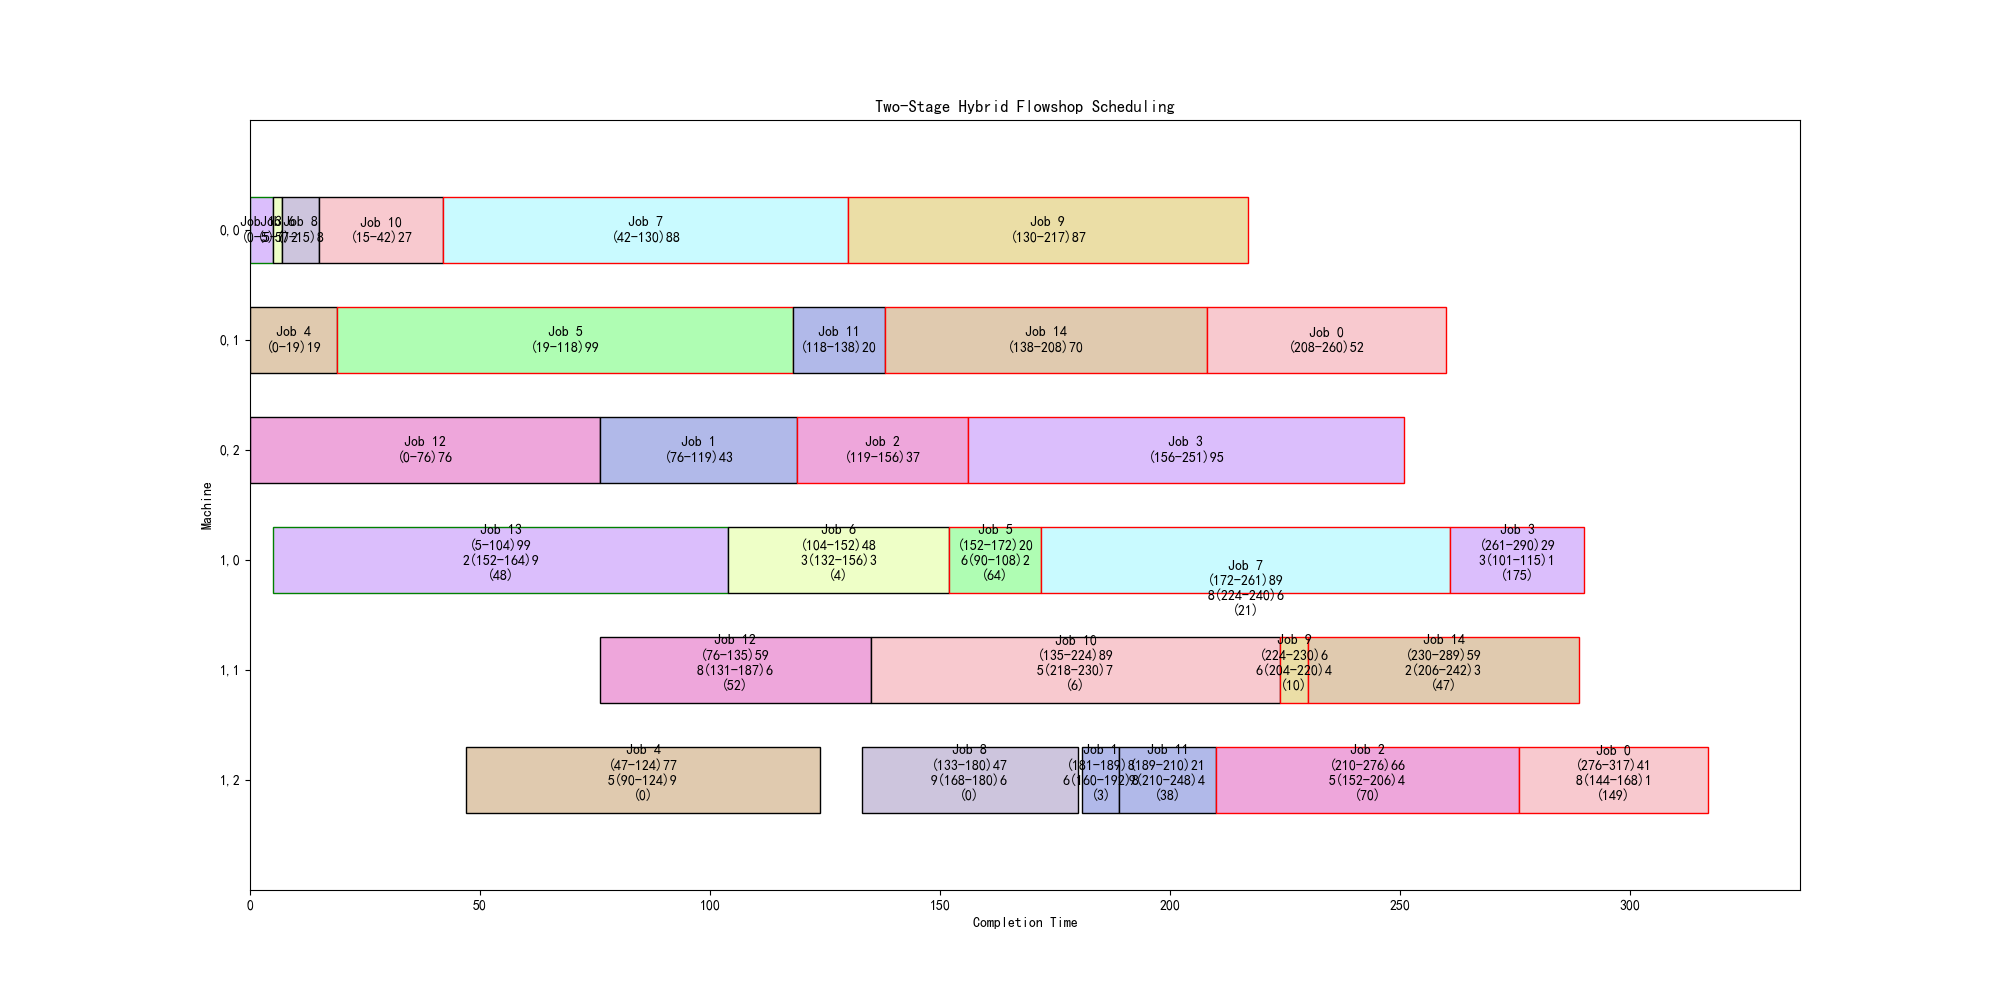 Two-Stage Hybrid Flowshop Scheduling
Machine
0,0
Job 13
(0-5)5
Job 6
(5-7)2
Job 8
(7-15)8
Job 10
(15-42)27
Job 7
(42-130)88
Job 9
(130-217)87
0,1
Job 4
(0-19)19
Job 5
(19-118)99
Job 11
(118-138)20
Job 14
(138-208)70
Job 0
(208-260)52
0,2
Job 12
(0-76)76
Job 1
(76-119)43
Job 2
(119-156)37
Job 3
(156-251)95
1,0
Job 13
(5-104)99
2(152-164)9
(48)
Job 6
(104-152)48
3(132-156)3
(4)
Job 5
(152-172)20
6(90-108)2
(64)
Job 7
(172-261)89
8(224-240)6
(21)
Job 3
(261-290)29
3(101-115)1
(175)
1,1
Job 12
(76-135)59
8(131-187)6
(52)
Job 10
(135-224)89
5(218-230)7
(6)
Job 9
(224-230)6
6(204-220)4
(10)
Job 14
(230-289)59
2(206-242)3
(47)
1,2
Job 4
(47-124)77
5(90-124)9
(0)
Job 8
(133-180)47
9(168-180)6
(0)
Job 1
(181-189)8
6(160-192)
(3)
Job 11
(189-210)21
(210-248)4
(38)
Job 2
(210-276)66
5(152-206)4
(70)
Job 0
(276-317)41
8(144-168)1
(149)
0
50
100
150
200
250
300
Completion Time